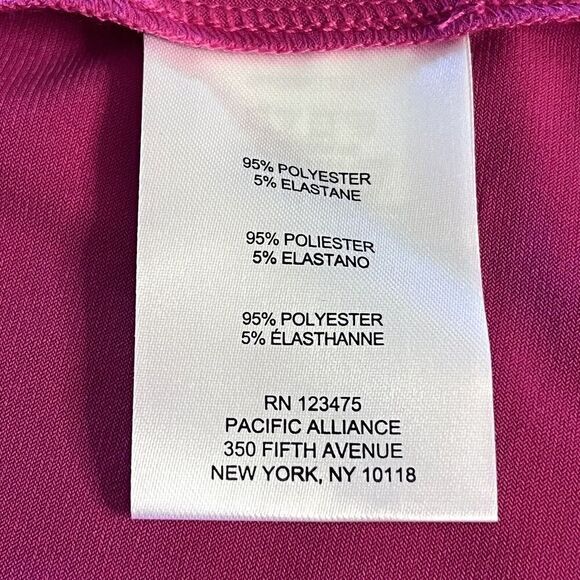 95% POLYESTER
5% ELASTANE
95% POLIESTER
5% ELASTANO
95% POLYESTER
5% ÉLASTHANNE
RN 123475
PACIFIC ALLIANCE
350 FIFTH AVENUE
NEW YORK, NY 10118